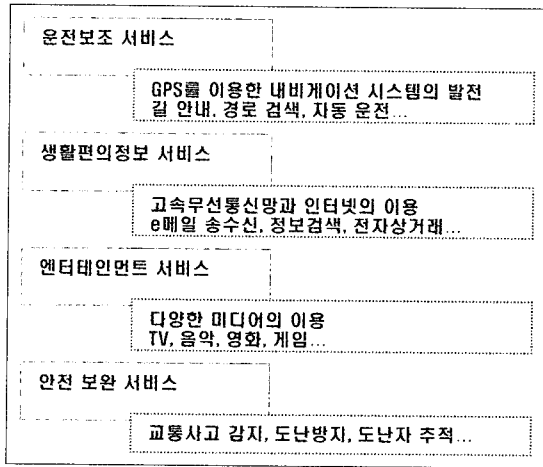 운전보조 서비스
GPS를 이용한 내비게이션 시스템의 발전
길 안내, 경로 검색, 자동 운전...
생활편의정보 서비스
고속무선통신망과 인터넷의 이용
e메일 송수신, 정보검색, 전자상거래...
엔터테인먼트 서비스
다양한 미디어의 이용
TV, 음악, 영화, 게임...
안전 보완 서비스
교통사고 감지, 도난방지, 도난자 추적...